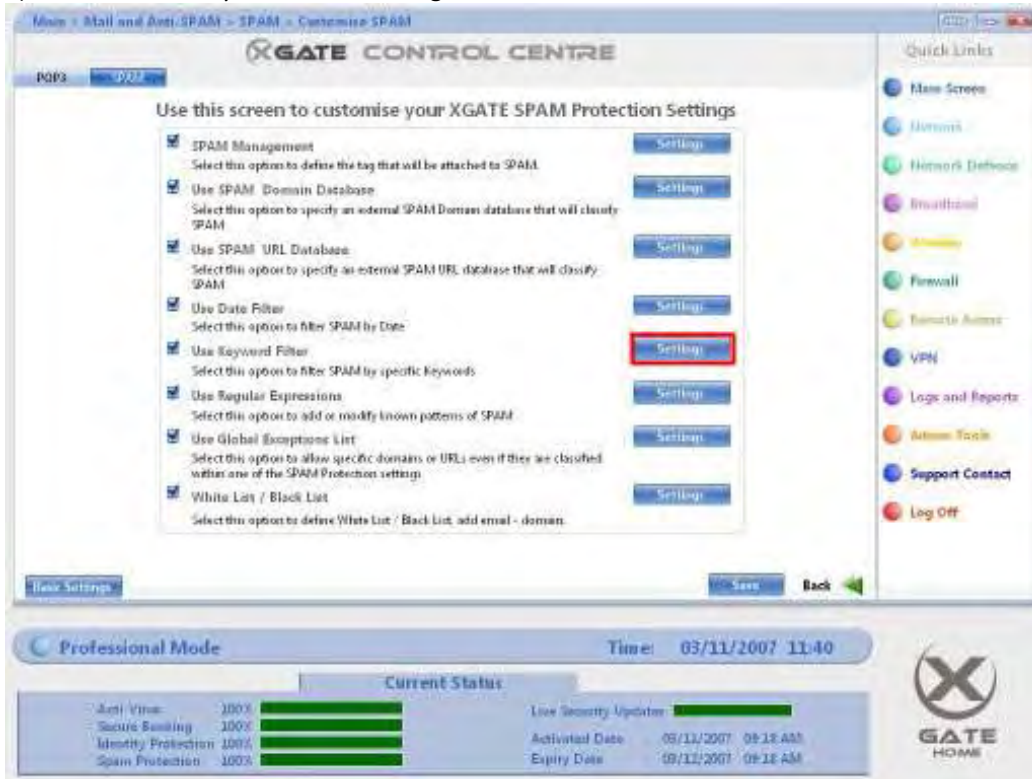 Main > Mail and Anti-SPAM > SPAM > Customise SPAM
XGATE CONTROL CENTRE
Quick Links
POP3 SPAM
Use this screen to customise your XGATE SPAM Protection Settings
SPAM Management Settings
Select this option to define the tag that will be attached to SPAM.
Use SPAM Domain Database Settings
Select this option to specify an external SPAM Domain database that will classify
SPAM
Use SPAM URL Database Settings
Select this option to specify an external SPAM URL database that will classify
SPAM
Use Date Filter Settings
Select this option to filter SPAM by Date
Use Keyword Filter Settings
Select this option to filter SPAM by specific Keywords
Use Regular Expressions Settings
Select this option to add or modify known patterns of SPAM
Use Global Exceptions List Settings
Select this option to allow specific domains or URLs even if they are classified
within one of the SPAM Protection settings
White List / Black List Settings
Select this option to define White List / Black List, add email - domain.
Main Screen
Network Defence
Broadband
Firewall
Remote Access
VPN
Logs and Reports
Admin Tools
Support Contact
Log Off
Basic Settings Save Back
Professional Mode Time: 03/11/2007 11:40
Current Status
Anti Virus 100%
Secure Banking 100%
Identity Protection 100%
Spam Protection 100%
Live Security Updates
Activated Date 09:18 AM
Expiry Date 09:18 AM
X
GATE
HOME